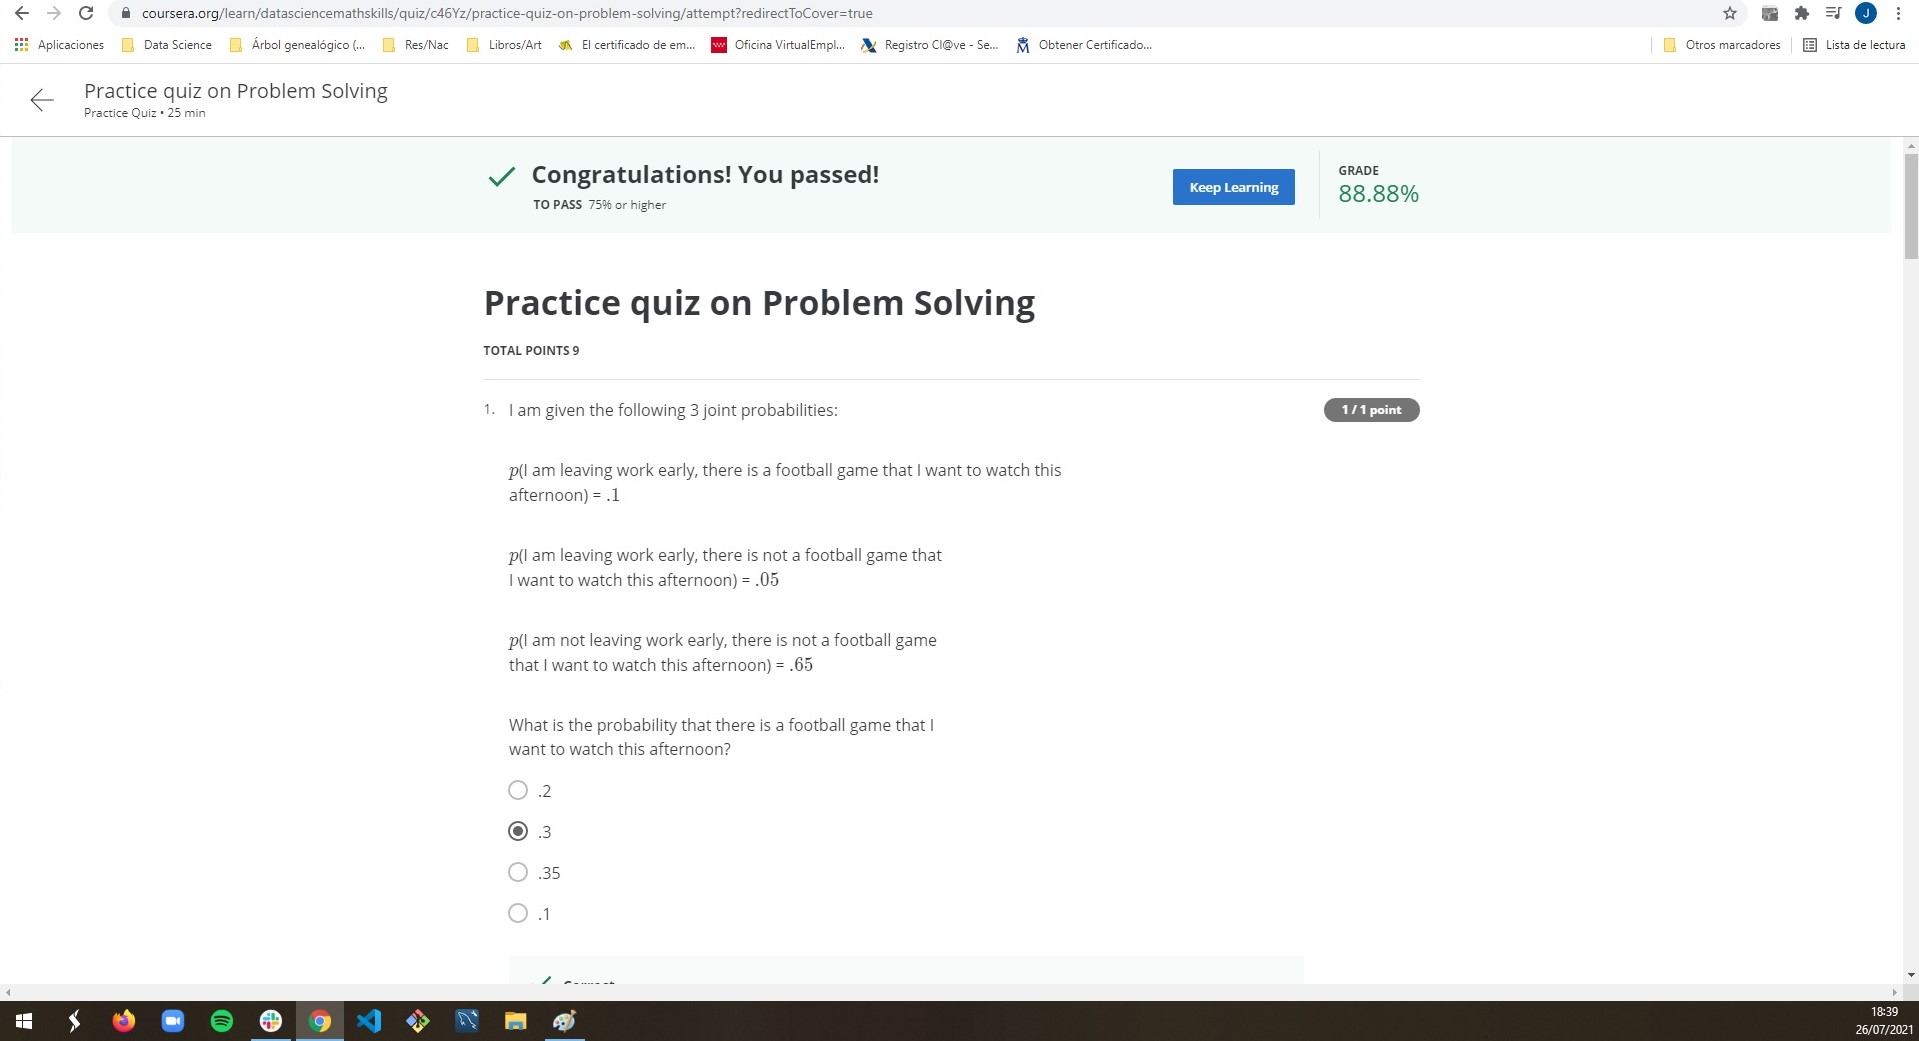 coursera.org/learn/datasciencemathskills/quiz/c46Yz/practice-quiz-on-problem-solving/attempt?redirectToCover=true
J
Aplicaciones Data Science Árbol genealógico (... Res/Nac Libros/Art El certificado de em... Oficina VirtualEmpl... Registro Cl@ve - Se... Obtener Certificado... Otros marcadores Lista de lectura
Practice quiz on Problem Solving
Practice Quiz • 25 min
Congratulations! You passed!
TO PASS 75% or higher
Keep Learning
GRADE
88.88%
Practice quiz on Problem Solving
TOTAL POINTS 9
1. I am given the following 3 joint probabilities:
1 / 1 point
p(I am leaving work early, there is a football game that I want to watch this
afternoon) = .1
p(I am leaving work early, there is not a football game that
I want to watch this afternoon) = .05
p(I am not leaving work early, there is not a football game
that I want to watch this afternoon) = .65
What is the probability that there is a football game that I
want to watch this afternoon?
.2
.3
.35
.1
Correct
18:39
26/07/2021